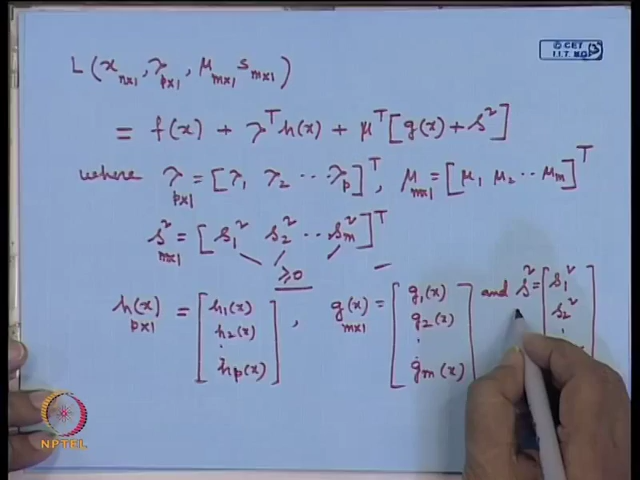 © CET
I.I.T. KGP
L(x_{n×1}, λ_{p×1}, μ_{m×1} s_{m×1})
= f(x) + λ^T h(x) + μ^T [g(x) + s^2]
where λ_{p×1} = [λ_1 λ_2 ⋯ λ_p]^T, μ_{m×1} = [μ_1 μ_2 ⋯ μ_m]^T
s^2_{m×1} = [s_1^2 s_2^2 ⋯ s_m^2]^T
≥0
h(x)_{p×1} = [h_1(x) h_2(x) ⋮ h_p(x)], g(x)_{m×1} = [g_1(x) g_2(x) ⋮ g_m(x)] and s^2 = [s_1^2 s_2^2 ⋮
NPTEL